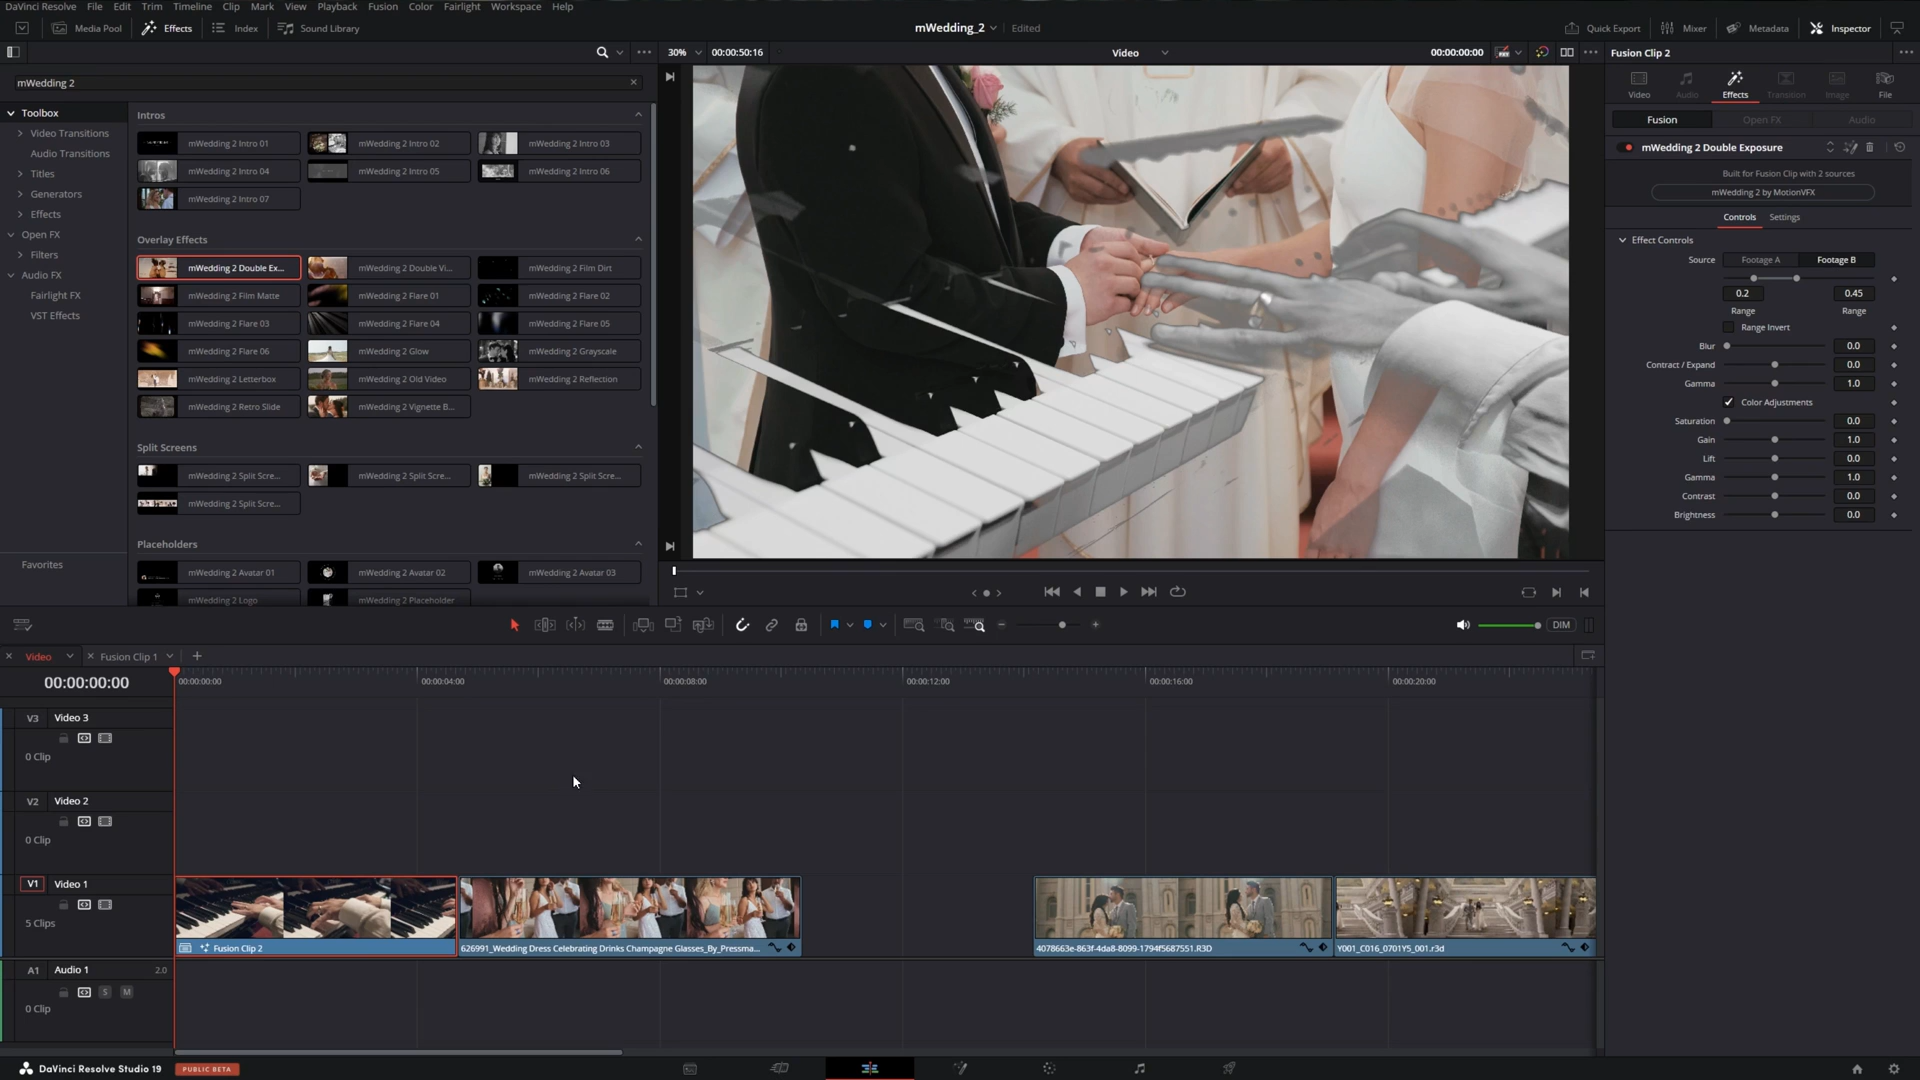 DaVinci Resolve File Edit Trim Timeline Clip Mark View Playback Fusion Color Fairlight Workspace Help
Media Pool Effects Index Sound Library mWedding_2 Edited Quick Export Mixer Metadata Inspector
30% 00:00:50:16 Video 00:00:00:00 Fusion Clip 2
mWedding 2
Video Audio Effects Transition Image File
Toolbox
Video Transitions
Audio Transitions
Titles
Generators
Effects
Open FX
Filters
Audio FX
Fairlight FX
VST Effects
Favorites
Intros
mWedding 2 Intro 01 mWedding 2 Intro 02 mWedding 2 Intro 03
mWedding 2 Intro 04 mWedding 2 Intro 05 mWedding 2 Intro 06
mWedding 2 Intro 07
Overlay Effects
mWedding 2 Double Ex... mWedding 2 Double Vi... mWedding 2 Film Dirt
mWedding 2 Film Matte mWedding 2 Flare 01 mWedding 2 Flare 02
mWedding 2 Flare 03 mWedding 2 Flare 04 mWedding 2 Flare 05
mWedding 2 Flare 06 mWedding 2 Glow mWedding 2 Grayscale
mWedding 2 Letterbox mWedding 2 Old Video mWedding 2 Reflection
mWedding 2 Retro Slide mWedding 2 Vignette B...
Split Screens
mWedding 2 Split Scre... mWedding 2 Split Scre... mWedding 2 Split Scre...
mWedding 2 Split Scre...
Placeholders
mWedding 2 Avatar 01 mWedding 2 Avatar 02 mWedding 2 Avatar 03
mWedding 2 Logo mWedding 2 Placeholder
Fusion Open FX Audio
mWedding 2 Double Exposure
Built for Fusion Clip with 2 sources
mWedding 2 by MotionVFX
Controls Settings
Effect Controls
Source Footage A Footage B
0.2 0.45
Range Range
Range Invert
Blur 0.0
Contract / Expand 0.0
Gamma 1.0
Color Adjustments
Saturation 0.0
Gain 1.0
Lift 0.0
Gamma 1.0
Contrast 0.0
Brightness 0.0
DIM
Video Fusion Clip 1
00:00:00:00 00:00:00:00 00:00:04:00 00:00:08:00 00:00:12:00 00:00:16:00 00:00:20:00
V3 Video 3
0 Clip
V2 Video 2
0 Clip
V1 Video 1
5 Clips
Fusion Clip 2 626991_Wedding Dress Celebrating Drinks Champagne Glasses_By_Pressma... 4078663e-863f-4da8-8099-1794f5687551.R3D Y001_C016_0701Y5_001.r3d
A1 Audio 1 2.0
S M
0 Clip
DaVinci Resolve Studio 19 PUBLIC BETA